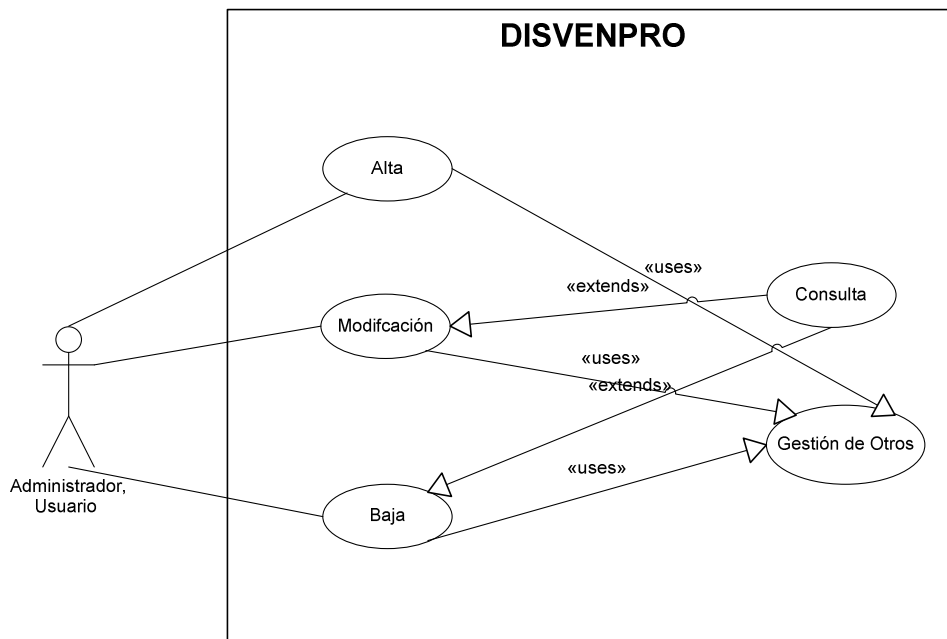 DISVENPRO
Alta
«uses»
«extends»
Consulta
Modifcación
«uses»
«extends»
Gestión de Otros
«uses»
Administrador,
Usuario
Baja